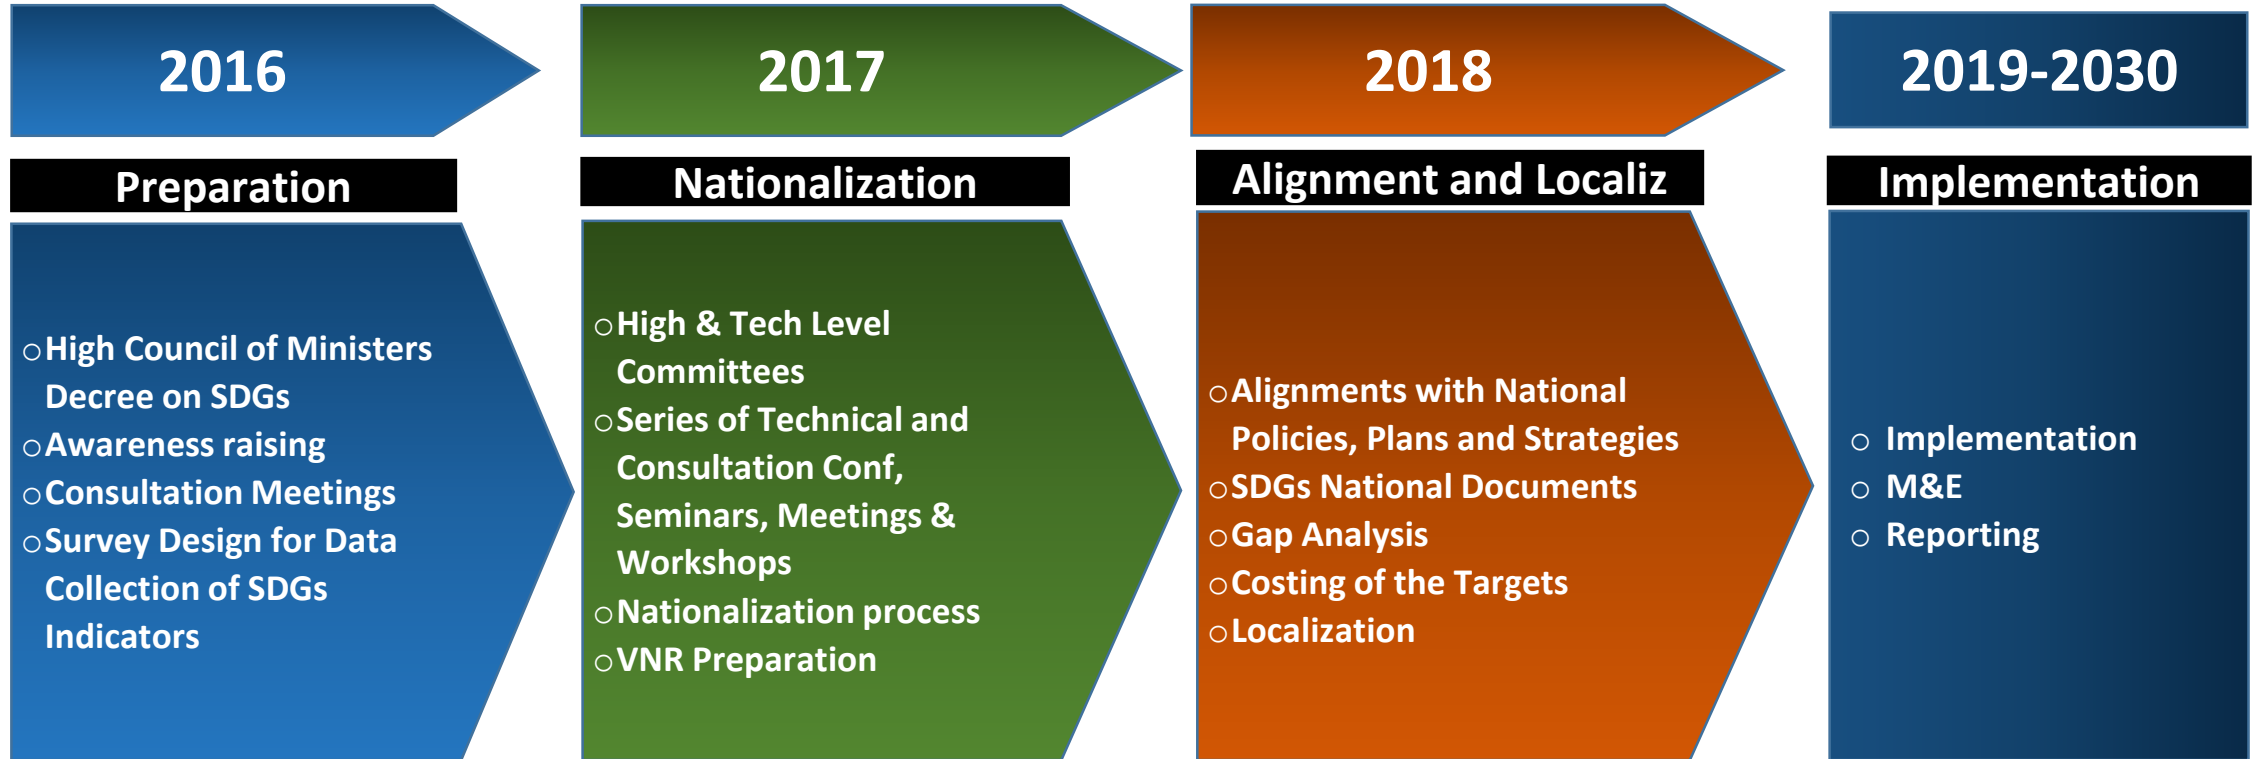 2016
Preparation
○High Council of Ministers
Decree on SDGs
○Awareness raising
○Consultation Meetings
○Survey Design for Data
Collection of SDGs
Indicators
2017
Nationalization
○High & Tech Level
Committees
○Series of Technical and
Consultation Conf,
Seminars, Meetings &
Workshops
○Nationalization process
○VNR Preparation
2018
Alignment and Localiz
○Alignments with National
Policies, Plans and Strategies
○SDGs National Documents
○Gap Analysis
○Costing of the Targets
○Localization
2019-2030
Implementation
○ Implementation
○ M&E
○ Reporting